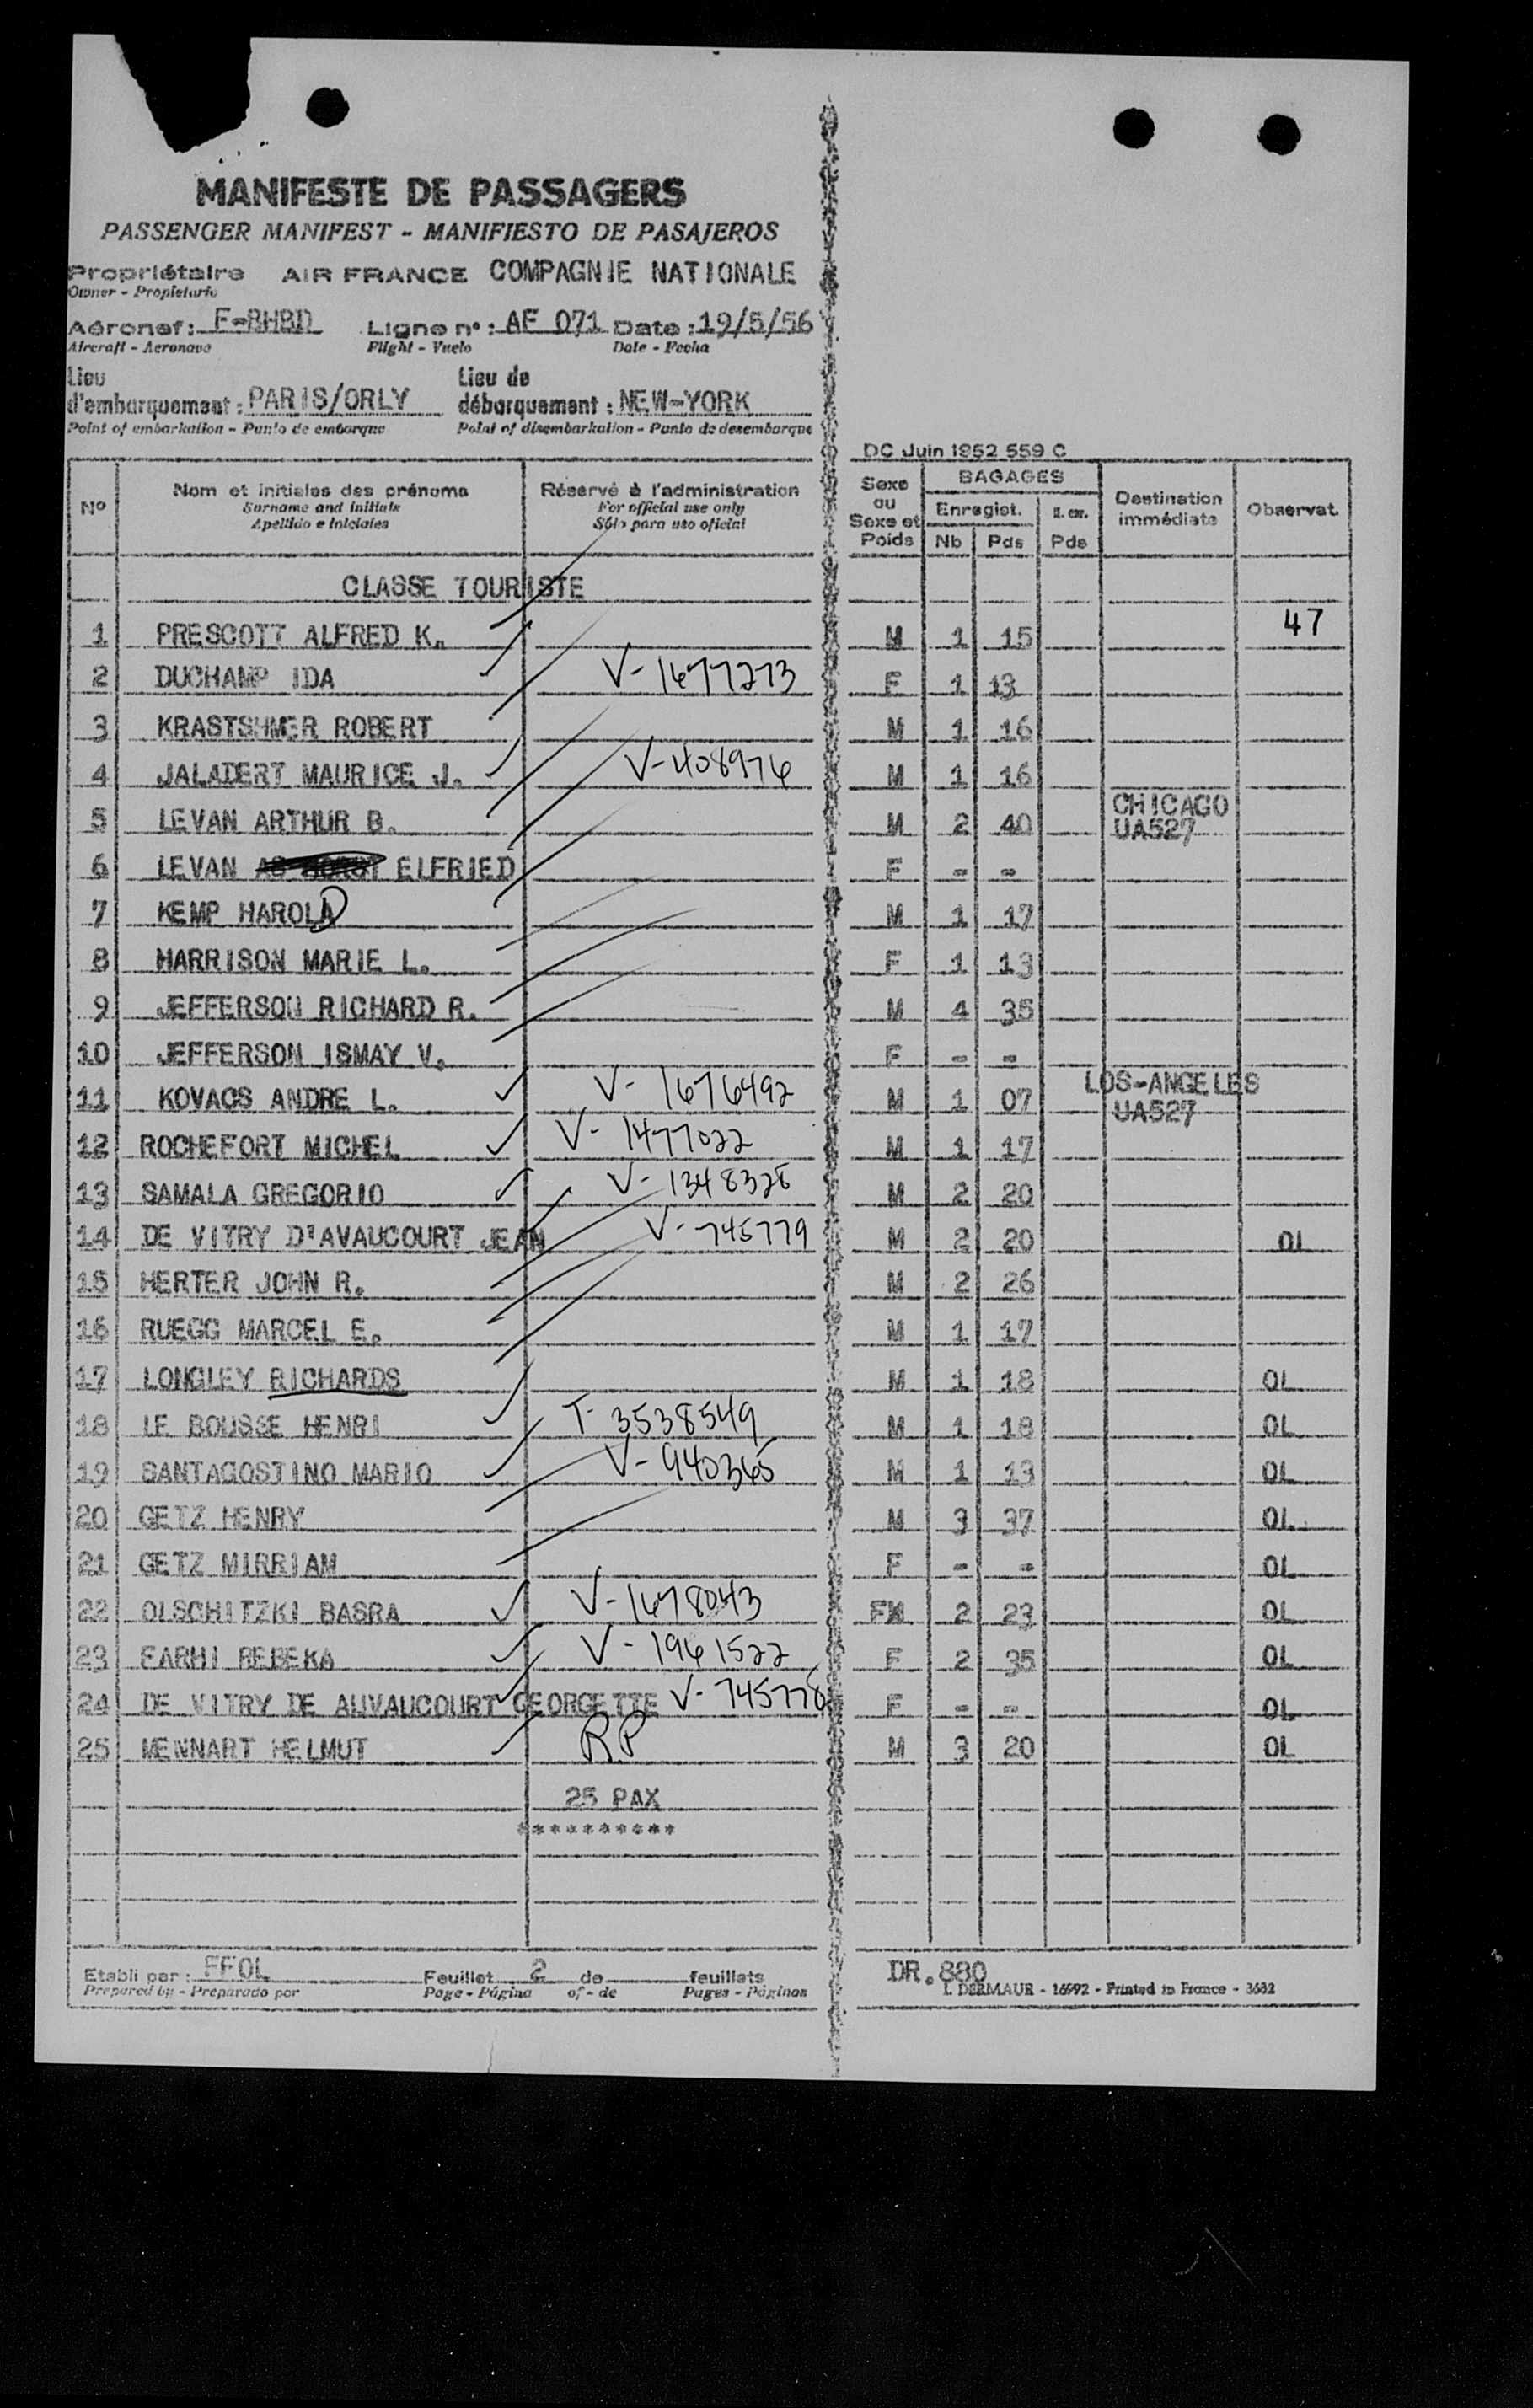 MANIFESTE DE PASSAGERS
PASSENGER MANIFEST - MANIFIESTO DE PASAJEROS
Propriétaire AIR FRANCE COMPAGNIE NATIONALE
Owner - Propietario
Aéronef : F-BHBD Ligne n° : AF 071 Date : 19/5/56
Aircraft - Aeronave Flight - Vuelo Date - Fecha
Lieu d'embarquement : PARIS/ORLY Lieu de débarquement : NEW-YORK
Point of embarkation - Punto de embarque Point of disembarkation - Punto de desembarque
DC Juin 1952 559 C
N° Nom et initiales des prénoms Réservé à l'administration Sexe ou Sexe et Poids BAGAGES Destination immédiate Observat.
Surname and initials For official use only Enregist.
Apellido e iniciales Sólo para uso oficial Nb Pds Pds
CLASSE TOURISTE
1 PRESCOTT ALFRED K. M 1 15 47
2 DUCHAMP IDA V-1677273 F 1 13
3 KRASTSHMER ROBERT M 1 16
4 JALADERT MAURICE J. V-408976 M 1 16
5 LEVAN ARTHUR B. M 2 40 CHICAGO UA527
6 LEVAN ELFRIED F - -
7 KEMP HAROLD M 1 17
8 HARRISON MARIE L. F 1 13
9 JEFFERSON RICHARD R. M 4 35
10 JEFFERSON ISMAY V. F - -
11 KOVACS ANDRE L. V-1676492 M 1 07 LOS-ANGELES UA527
12 ROCHEFORT MICHEL V-1477022 M 1 17
13 SAMALA GREGORIO V-1348328 M 2 20
14 DE VITRY D'AVAUCOURT JEAN V-745779 M 2 20 OL
15 HERTER JOHN R. M 2 26
16 RUEGG MARCEL E. M 1 17
17 LONGLEY RICHARDS M 1 18 OL
18 LE BOUSSE HENRI T-3538549 M 1 18 OL
19 SANTAGOSTINO MARIO V-940365 M 1 13 OL
20 GETZ HENRY M 3 37 OL
21 GETZ MIRRIAM F - - OL
22 OLSCHITZKI BASRA V-1678043 F 2 23 OL
23 FARHI REBEKA V-1961522 F 2 35 OL
24 DE VITRY DE AUVAUCOURT GEORGETTE V-745778 F - - OL
25 MENNART HELMUT R.P M 3 20 OL
25 PAX
**********
Etabli par : FFOL Feuillet 2 de feuillets DR.880
Prepared by - Preparado por Page - Página of - de Pages - Páginas L. DERMAUR - 16992 - Printed in France - 3632